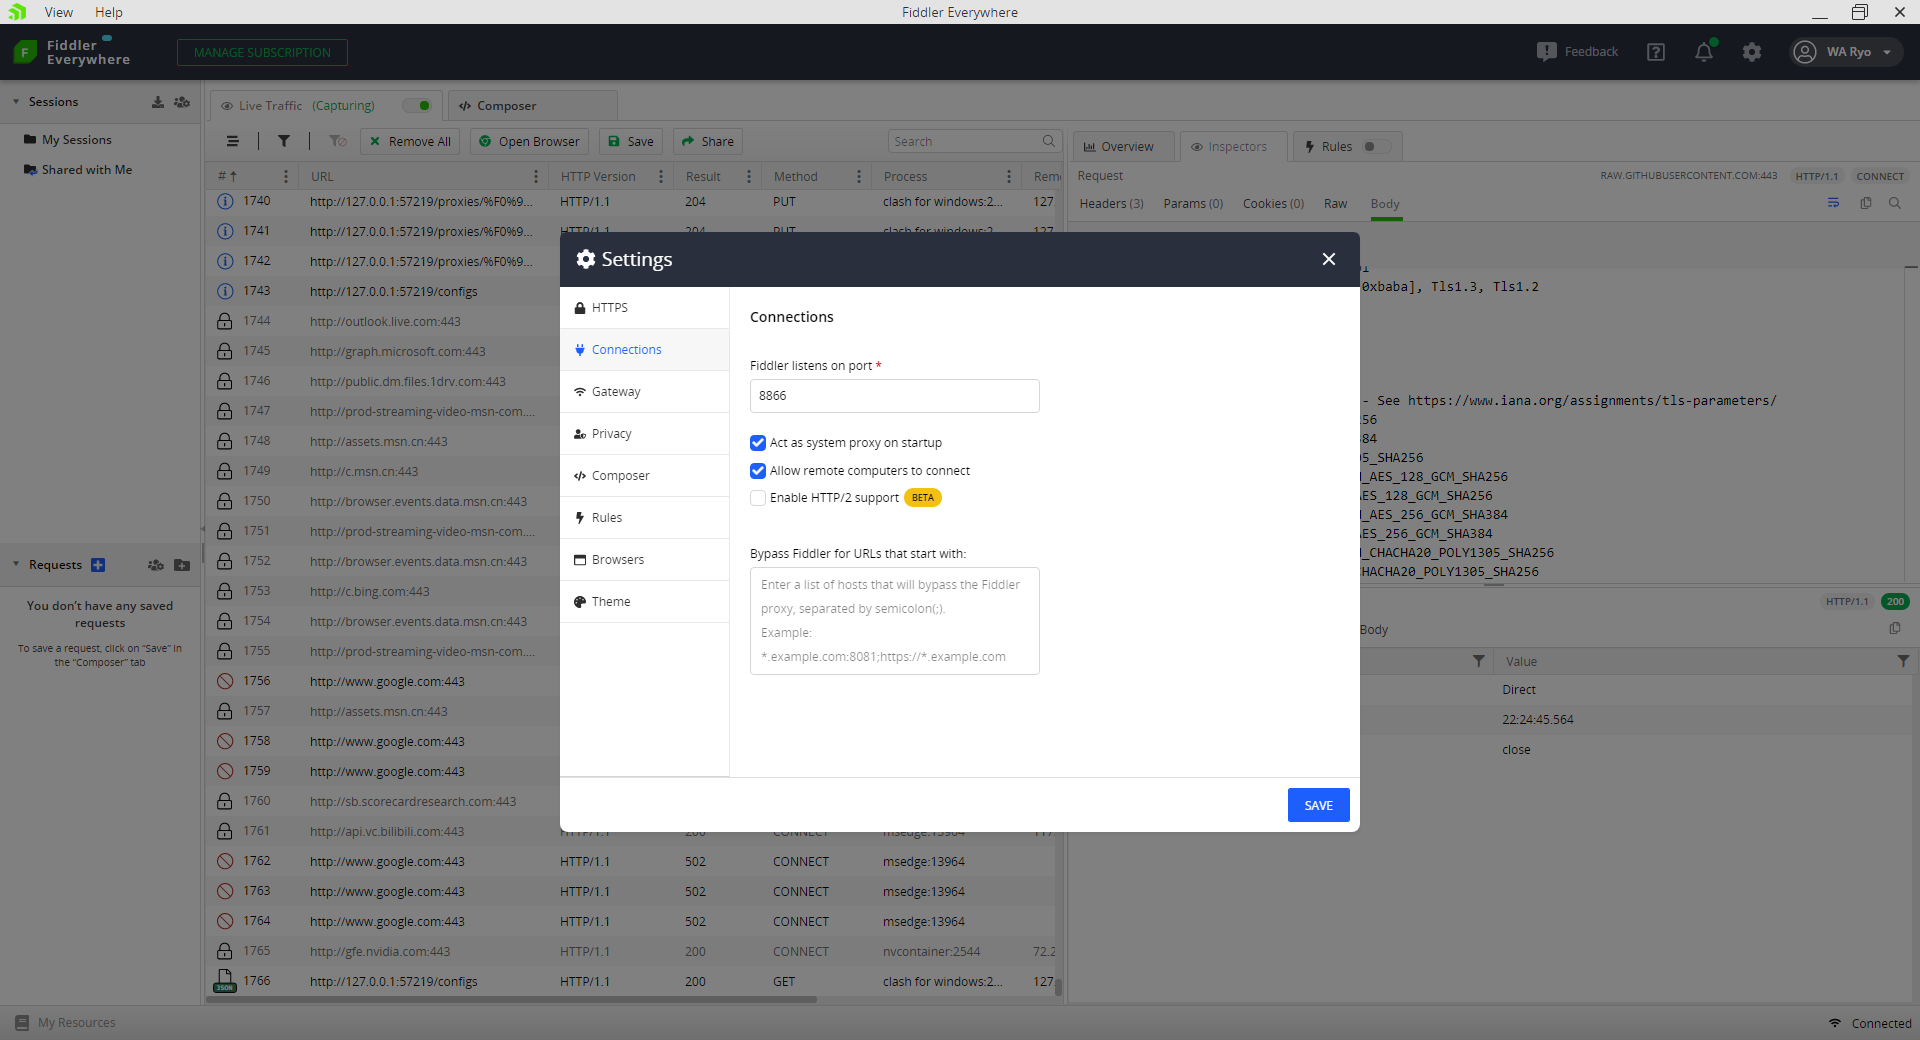 View Help Fiddler Everywhere
Fiddler
Everywhere
MANAGE SUBSCRIPTION
Feedback
WA Ryo
Sessions
My Sessions
Shared with Me
Requests
You don't have any saved
requests
To save a request, click on "Save" in
the "Composer" tab
My Resources
Live Traffic (Capturing)
Composer
Remove All Open Browser Save Share Search
# URL HTTP Version Result Method Process
1740 http://127.0.0.1:57219/proxies/%F0%9... HTTP/1.1 204 PUT clash for windows:2... 127.
1741 http://127.0.0.1:57219/proxies/%F0%9... HTTP/1.1 204 PUT clash for windows:2... 127
1742 http://127.0.0.1:57219/proxies/%F0%9...
1743 http://127.0.0.1:57219/configs
1744 http://outlook.live.com:443
1745 http://graph.microsoft.com:443
1746 http://public.dm.files.1drv.com:443
1747 http://prod-streaming-video-msn-com....
1748 http://assets.msn.cn:443
1749 http://c.msn.cn:443
1750 http://browser.events.data.msn.cn:443
1751 http://prod-streaming-video-msn-com....
1752 http://browser.events.data.msn.cn:443
1753 http://c.bing.com:443
1754 http://browser.events.data.msn.cn:443
1755 http://prod-streaming-video-msn-com....
1756 http://www.google.com:443
1757 http://assets.msn.cn:443
1758 http://www.google.com:443
1759 http://www.google.com:443
1760 http://sb.scorecardresearch.com:443
1761 http://api.vc.bilibili.com:443 HTTP/1.1 200 CONNECT msedge:13964
1762 http://www.google.com:443 HTTP/1.1 502 CONNECT msedge:13964
1763 http://www.google.com:443 HTTP/1.1 502 CONNECT msedge:13964
1764 http://www.google.com:443 HTTP/1.1 502 CONNECT msedge:13964
1765 http://gfe.nvidia.com:443 HTTP/1.1 200 CONNECT nvcontainer:2544 72.2
1766 http://127.0.0.1:57219/configs HTTP/1.1 200 GET clash for windows:2... 127.
JSON
Overview Inspectors Rules
Request RAW.GITHUBUSERCONTENT.COM:443 HTTP/1.1 CONNECT
Headers (3) Params (0) Cookies (0) Raw Body
0xbaba], Tls1.3, Tls1.2
- See https://www.iana.org/assignments/tls-parameters/
56
84
5_SHA256
_AES_128_GCM_SHA256
AES_128_GCM_SHA256
_AES_256_GCM_SHA384
AES_256_GCM_SHA384
_CHACHA20_POLY1305_SHA256
HACHA20_POLY1305_SHA256
HTTP/1.1 200
Body
Value
Direct
22:24:45.564
close
Connected
Settings
HTTPS
Connections
Gateway
Privacy
Composer
Rules
Browsers
Theme
Connections
Fiddler listens on port *
8866
Act as system proxy on startup
Allow remote computers to connect
Enable HTTP/2 support BETA
Bypass Fiddler for URLs that start with:
Enter a list of hosts that will bypass the Fiddler
proxy, separated by semicolon(;).
Example:
*.example.com:8081;https://*.example.com
SAVE